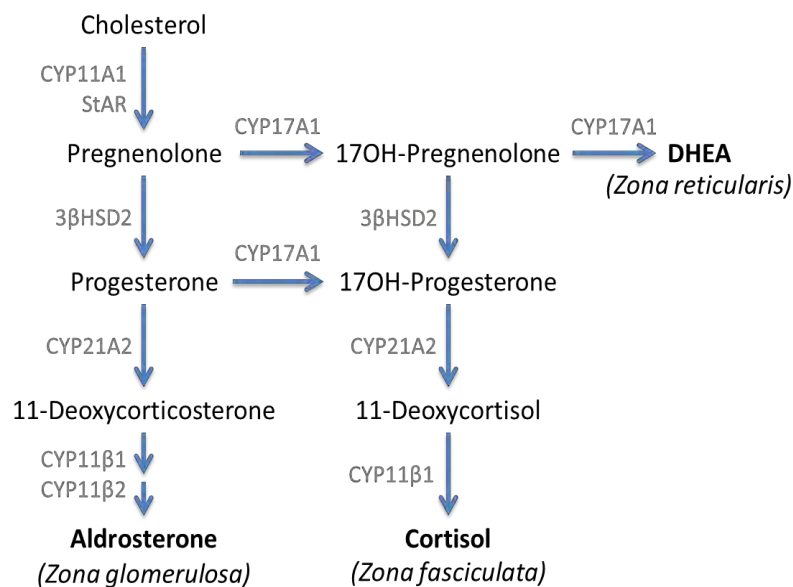 Cholesterol
CYP11A1
StAR
CYP17A1
CYP17A1
Pregnenolone
17OH-Pregnenolone
DHEA
(Zona reticularis)
3βHSD2
3βHSD2
CYP17A1
Progesterone
17OH-Progesterone
CYP21A2
CYP21A2
11-Deoxycorticosterone
11-Deoxycortisol
CYP11β1
CYP11β2
CYP11β1
Aldrosterone
Cortisol
(Zona glomerulosa)
(Zona fasciculata)